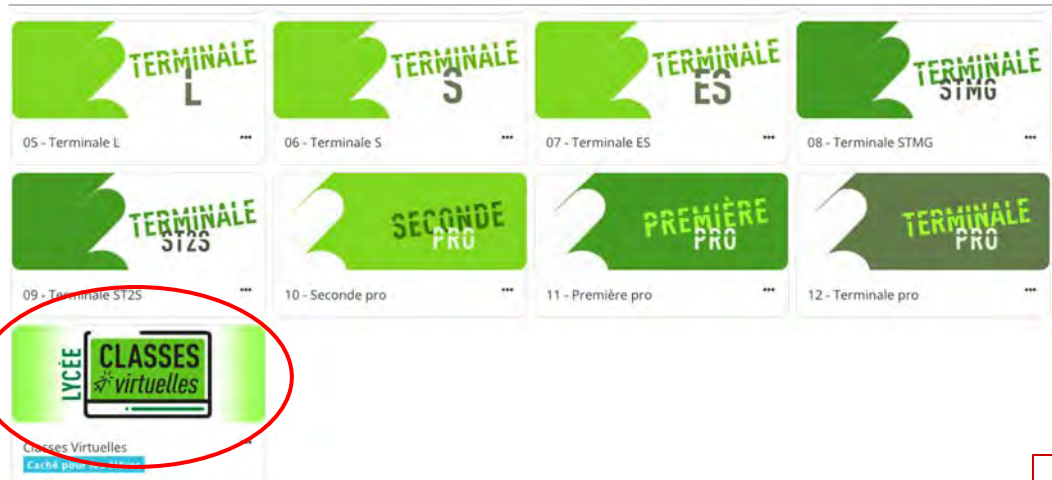 TERMINALE
L
TERMINALE
S
TERMINALE
ES
TERMINALE
STMG
05 - Terminale L
06 - Terminale S
07 - Terminale ES
08 - Terminale STMG
TERMINALE
ST2S
SECONDE
PRO
PREMIÈRE
PRO
TERMINALE
PRO
09 - Terminale ST2S
10 - Seconde pro
11 - Première pro
12 - Terminale pro
LYCÉE
CLASSES
virtuelles
Classes Virtuelles
Caché pour